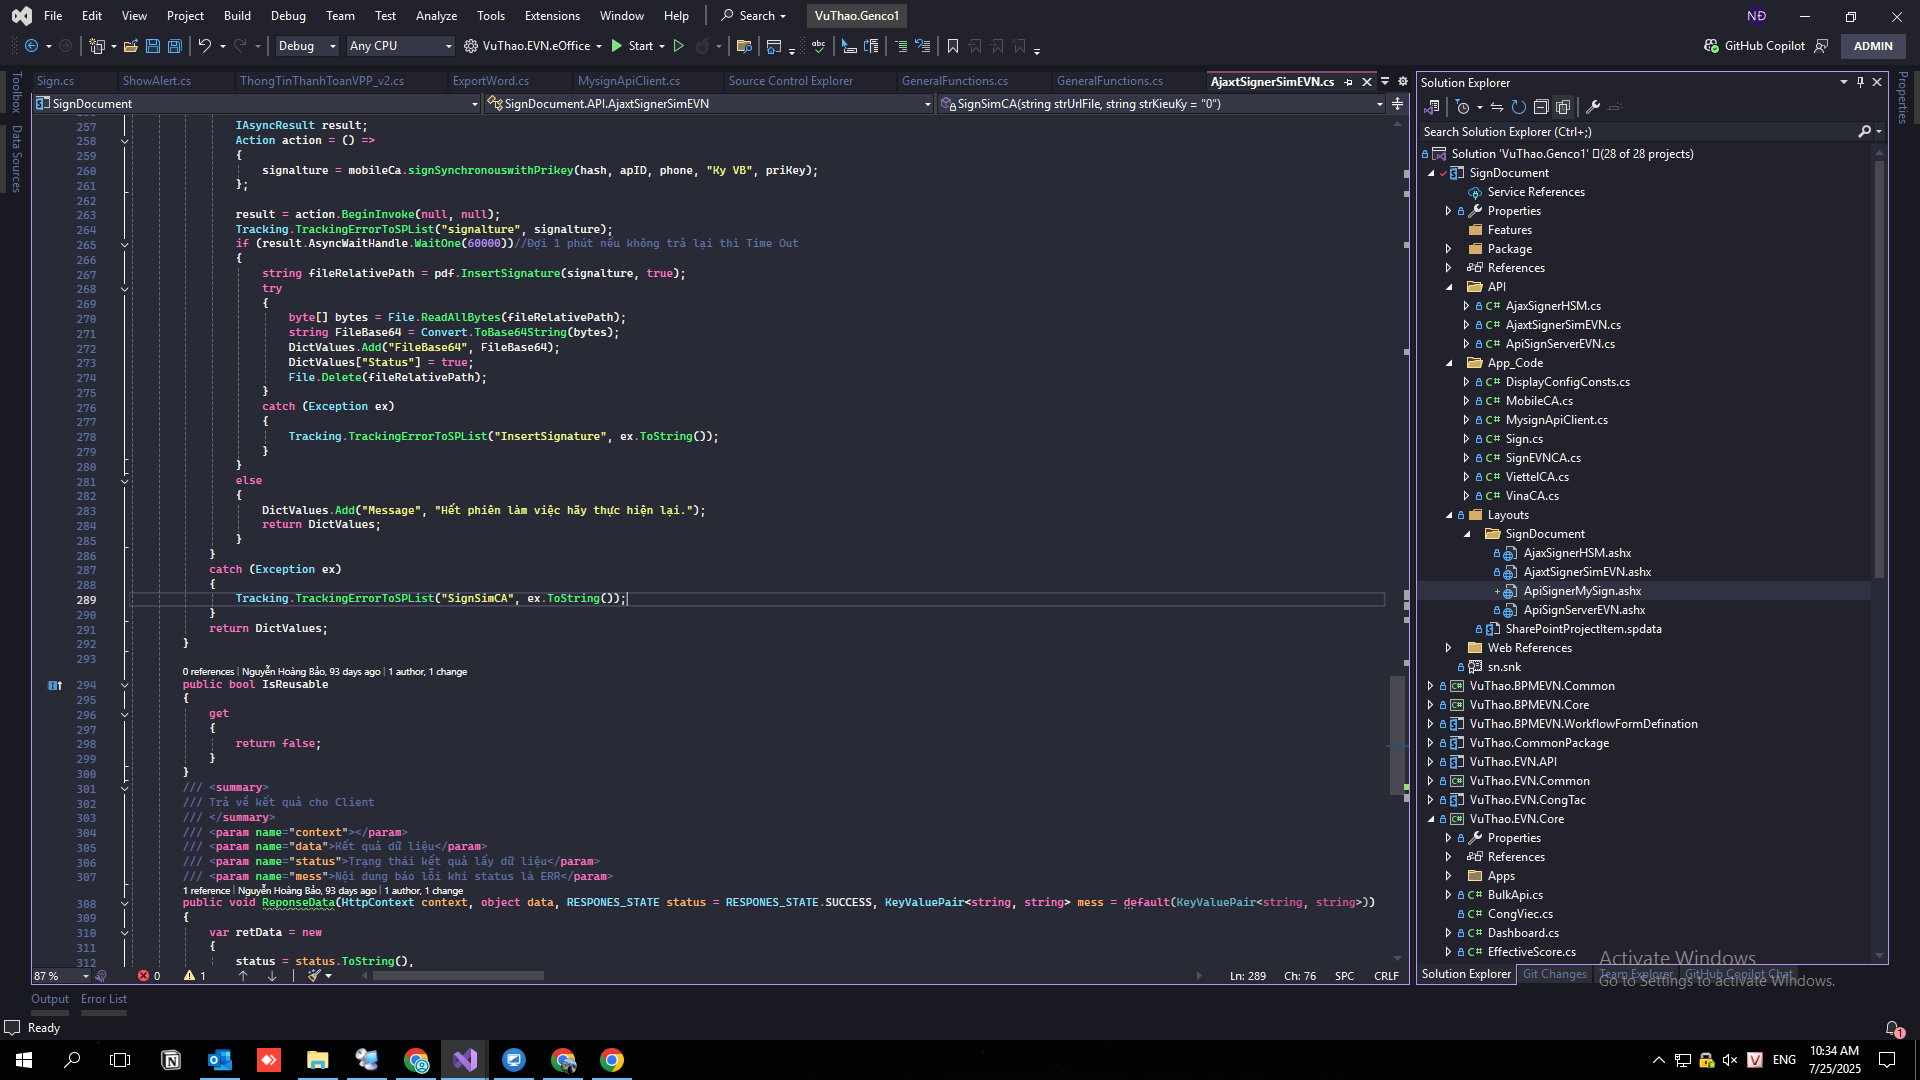 File Edit View Project Build Debug Team Test Analyze Tools Extensions Window Help Search VuThao.Genco1 NĐ
Debug Any CPU VuThao.EVN.eOffice Start GitHub Copilot ADMIN
Toolbox
Data Sources
Sign.cs ShowAlert.cs ThongTinThanhToanVPP_v2.cs ExportWord.cs MysignApiClient.cs Source Control Explorer GeneralFunctions.cs GeneralFunctions.cs AjaxtSignerSimEVN.cs
SignDocument SignDocument.API.AjaxtSignerSimEVN SignSimCA(string strUrlFile, string strKieuKy = "0")
257 IAsyncResult result;
258 Action action = () =>
259 {
260 signalture = mobileCa.signSynchronouswithPrikey(hash, apID, phone, "Ky VB", priKey);
261 };
262
263 result = action.BeginInvoke(null, null);
264 Tracking.TrackingErrorToSPList("signalture", signalture);
265 if (result.AsyncWaitHandle.WaitOne(60000))//Đợi 1 phút nếu không trả lại thì Time Out
266 {
267 string fileRelativePath = pdf.InsertSignature(signalture, true);
268 try
269 {
270 byte[] bytes = File.ReadAllBytes(fileRelativePath);
271 string FileBase64 = Convert.ToBase64String(bytes);
272 DictValues.Add("FileBase64", FileBase64);
273 DictValues["Status"] = true;
274 File.Delete(fileRelativePath);
275 }
276 catch (Exception ex)
277 {
278 Tracking.TrackingErrorToSPList("InsertSignature", ex.ToString());
279 }
280 }
281 else
282 {
283 DictValues.Add("Message", "Hết phiên làm việc hãy thực hiện lại.");
284 return DictValues;
285 }
286 }
287 catch (Exception ex)
288 {
289 Tracking.TrackingErrorToSPList("SignSimCA", ex.ToString());
290 }
291 return DictValues;
292 }
293
0 references | Nguyễn Hoàng Bảo, 93 days ago | 1 author, 1 change
294 public bool IsReusable
295 {
296 get
297 {
298 return false;
299 }
300 }
301 /// <summary>
302 /// Trả về kết quả cho Client
303 /// </summary>
304 /// <param name="context"></param>
305 /// <param name="data">Kết quả dữ liệu</param>
306 /// <param name="status">Trạng thái kết quả lấy dữ liệu</param>
307 /// <param name="mess">Nội dung báo lỗi khi status là ERR</param>
1 reference | Nguyễn Hoàng Bảo, 93 days ago | 1 author, 1 change
308 public void ReponseData(HttpContext context, object data, RESPONES_STATE status = RESPONES_STATE.SUCCESS, KeyValuePair<string, string> mess = default(KeyValuePair<string, string>))
309 {
310 var retData = new
311 {
312 status = status.ToString(),
87 % 0 1 Ln: 289 Ch: 76 SPC CRLF
Solution Explorer
Search Solution Explorer (Ctrl+;)
Solution 'VuThao.Genco1' (28 of 28 projects)
SignDocument
Service References
Properties
Features
Package
References
API
C# AjaxSignerHSM.cs
C# AjaxtSignerSimEVN.cs
C# ApiSignServerEVN.cs
App_Code
C# DisplayConfigConsts.cs
C# MobileCA.cs
C# MysignApiClient.cs
C# Sign.cs
C# SignEVNCA.cs
C# ViettelCA.cs
C# VinaCA.cs
Layouts
SignDocument
AjaxSignerHSM.ashx
AjaxtSignerSimEVN.ashx
ApiSignerMySign.ashx
ApiSignServerEVN.ashx
SharePointProjectItem.spdata
Web References
sn.snk
VuThao.BPMEVN.Common
VuThao.BPMEVN.Core
VuThao.BPMEVN.WorkflowFormDefination
VuThao.CommonPackage
VuThao.EVN.API
VuThao.EVN.Common
VuThao.EVN.CongTac
VuThao.EVN.Core
Properties
References
Apps
C# BulkApi.cs
C# CongViec.cs
C# Dashboard.cs
C# EffectiveScore.cs
Solution Explorer Git Changes Team Explorer GitHub Copilot Chat
Properties
Activate Windows
Go to Settings to activate Windows.
Output Error List
Ready 1
ENG 10:34 AM
7/25/2025